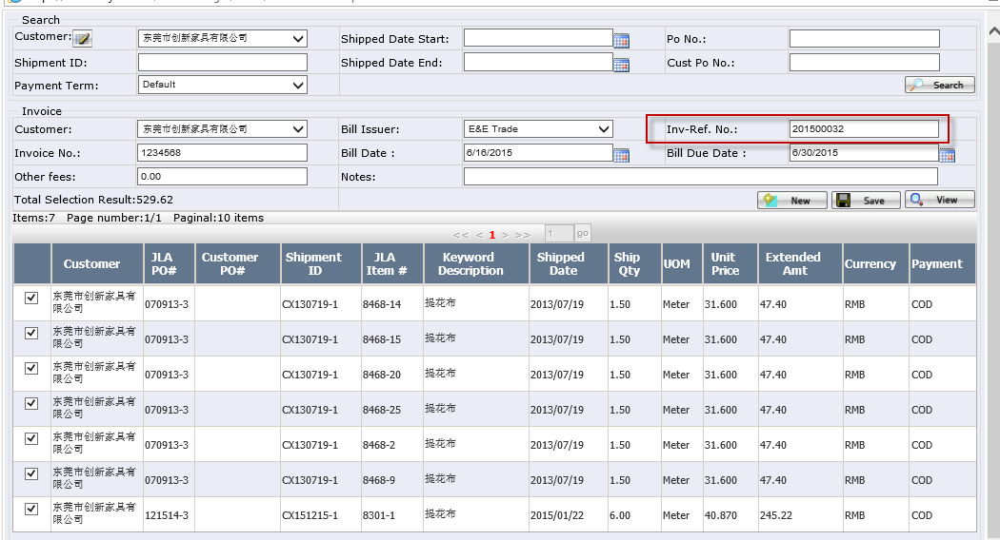 Search
Customer: 东莞市创新家具有限公司 Shipped Date Start: Po No.:
Shipment ID: Shipped Date End: Cust Po No.:
Payment Term: Default Search
Invoice
Customer: 东莞市创新家具有限公司 Bill Issuer: E&E Trade Inv-Ref. No.: 201500032
Invoice No.: 1234568 Bill Date : 6/16/2015 Bill Due Date : 6/30/2015
Other fees: 0.00 Notes:
Total Selection Result:529.62 New Save View
Items:7 Page number:1/1 Paginal:10 items
<< < 1 > >> 1 go
Customer JLA PO# Customer PO# Shipment ID JLA Item # Keyword Description Shipped Date Ship Qty UOM Unit Price Extended Amt Currency Payment
东莞市创新家具有限公司 070913-3 CX130719-1 8468-14 提花布 2013/07/19 1.50 Meter 31.600 47.40 RMB COD
东莞市创新家具有限公司 070913-3 CX130719-1 8468-15 提花布 2013/07/19 1.50 Meter 31.600 47.40 RMB COD
东莞市创新家具有限公司 070913-3 CX130719-1 8468-20 提花布 2013/07/19 1.50 Meter 31.600 47.40 RMB COD
东莞市创新家具有限公司 070913-3 CX130719-1 8468-25 提花布 2013/07/19 1.50 Meter 31.600 47.40 RMB COD
东莞市创新家具有限公司 070913-3 CX130719-1 8468-2 提花布 2013/07/19 1.50 Meter 31.600 47.40 RMB COD
东莞市创新家具有限公司 070913-3 CX130719-1 8468-9 提花布 2013/07/19 1.50 Meter 31.600 47.40 RMB COD
东莞市创新家具有限公司 121514-3 CX151215-1 8301-1 提花布 2015/01/22 6.00 Meter 40.870 245.22 RMB COD